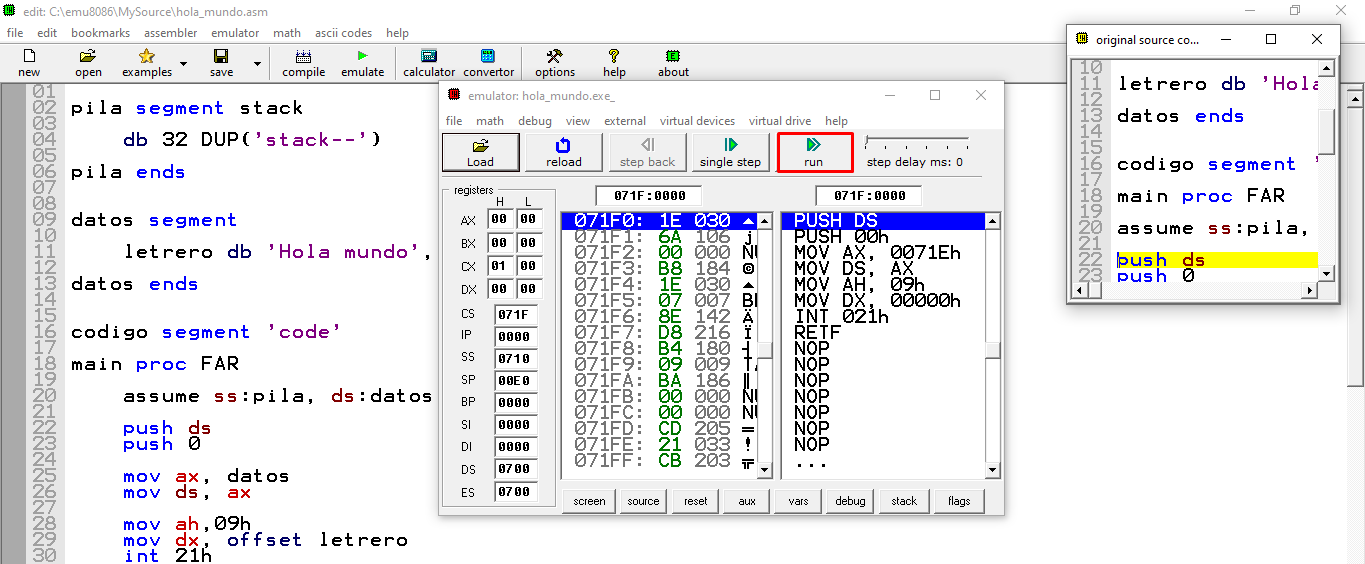 edit: C:\emu8086\MySource\hola_mundo.asm
file edit bookmarks assembler emulator math ascii codes help
new open examples save compile emulate calculator convertor options help about
01
02 pila segment stack
03
04 db 32 DUP('stack--')
05
06 pila ends
07
08
09 datos segment
10
11 letrero db 'Hola mundo',
12
13 datos ends
14
15
16 codigo segment 'code'
17
18 main proc FAR
19
20 assume ss:pila, ds:datos
21
22 push ds
23 push 0
24
25 mov ax, datos
26 mov ds, ax
27
28 mov ah,09h
29 mov dx, offset letrero
30 int 21h
emulator: hola_mundo.exe_
file math debug view external virtual devices virtual drive help
Load reload step back single step run step delay ms: 0
registers
H L
AX 00 00
BX 00 00
CX 01 00
DX 00 00
CS 071F
IP 0000
SS 0710
SP 00E0
BP 0000
SI 0000
DI 0000
DS 0700
ES 0700
071F:0000 071F:0000
071F0: 1E 030 ▲
071F1: 6A 106 j
071F2: 00 000
071F3: B8 184
071F4: 1E 030 ▲
071F5: 07 007
071F6: 8E 142 Ä
071F7: D8 216 Ï
071F8: B4 180 ┤
071F9: 09 009
071FA: BA 186 ║
071FB: 00 000
071FC: 00 000
071FD: CD 205 =
071FE: 21 033 !
071FF: CB 203 ╦
PUSH DS
PUSH 00h
MOV AX, 0071Eh
MOV DS, AX
MOV AH, 09h
MOV DX, 00000h
INT 021h
RETF
NOP
NOP
NOP
NOP
NOP
NOP
NOP
...
screen source reset aux vars debug stack flags
original source co...
10
11 letrero db 'Hola
12
13 datos ends
14
15
16 codigo segment '
17
18 main proc FAR
19
20 assume ss:pila,
21
22 push ds
23 push 0